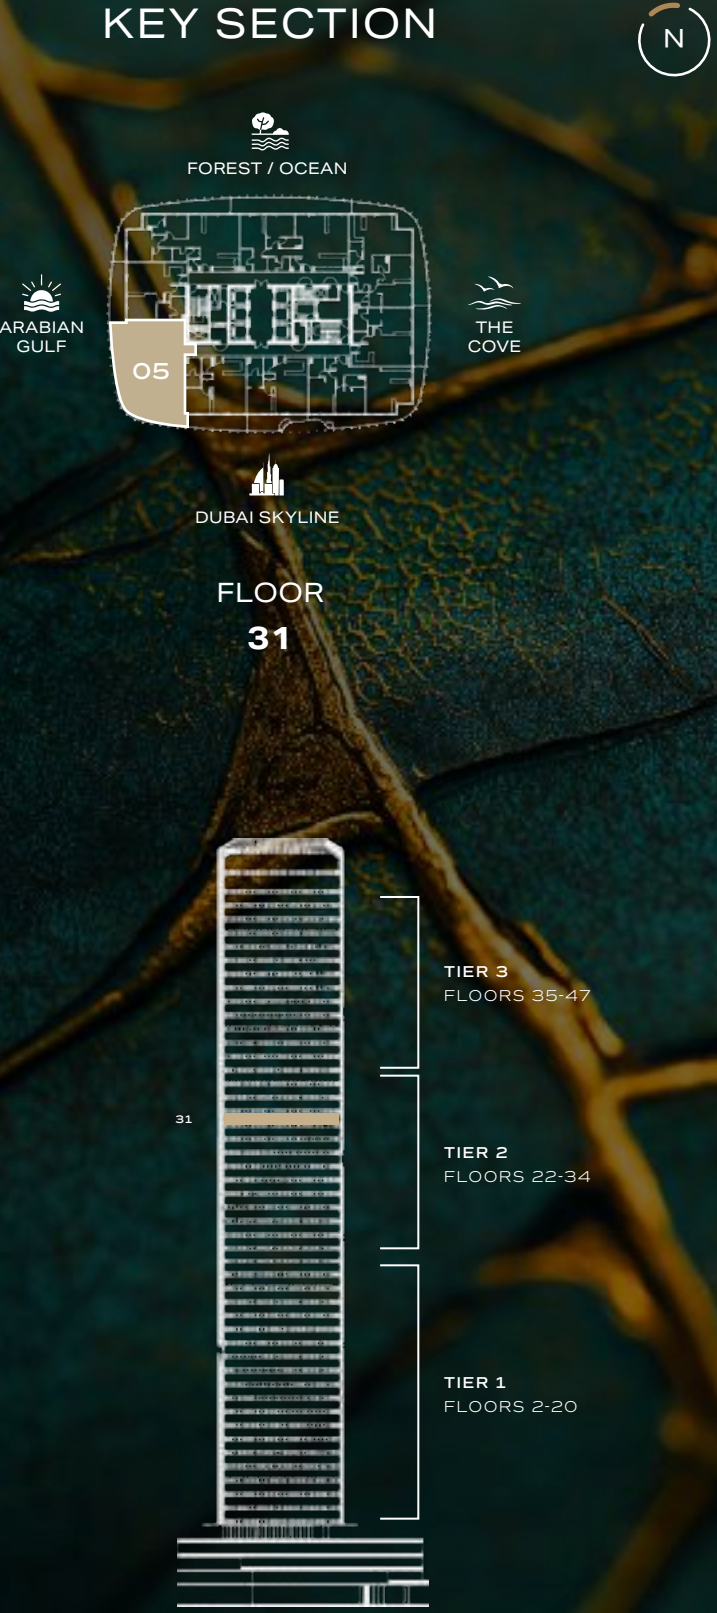 KEY SECTION
N
FOREST / OCEAN
ARABIAN
GULF
THE
COVE
05
DUBAI SKYLINE
FLOOR
31
TIER 3
FLOORS 35-47
31
TIER 2
FLOORS 22-34
TIER 1
FLOORS 2-20